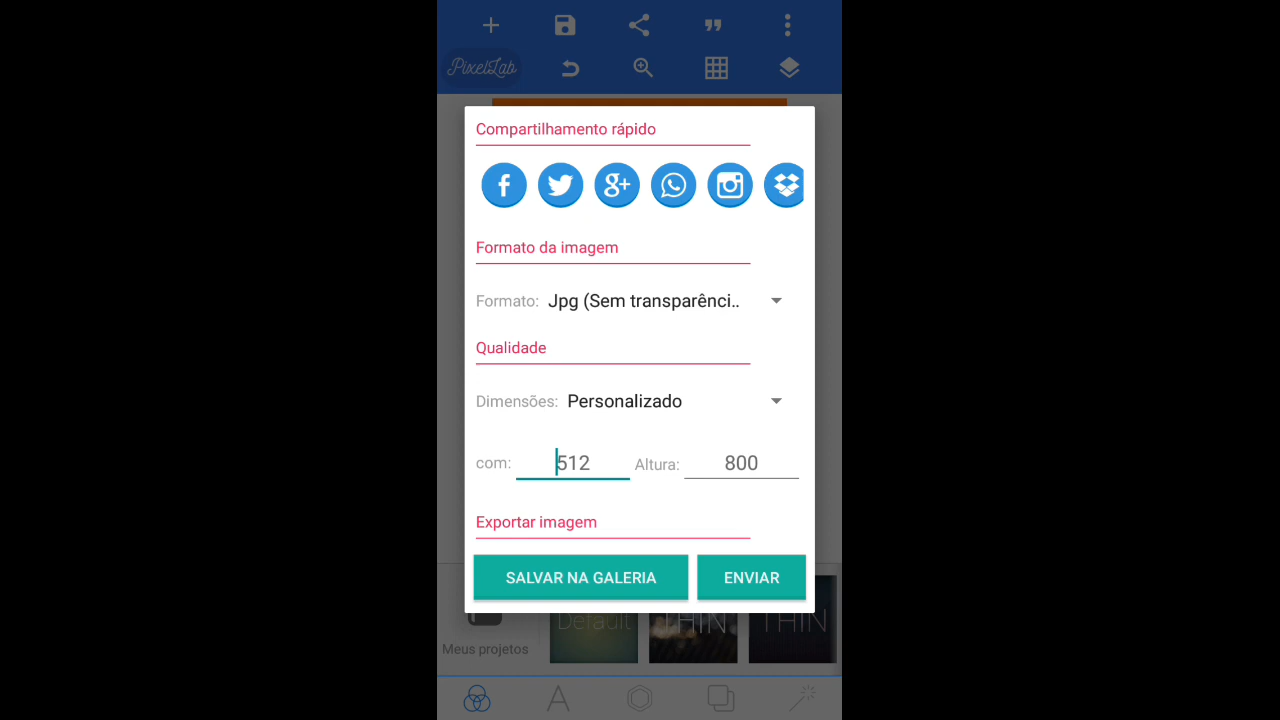 PixelLab
Compartilhamento rápido
Formato da imagem
Formato: Jpg (Sem transparênci..
Qualidade
Dimensões: Personalizado
com: 512 Altura: 800
Exportar imagem
SALVAR NA GALERIA ENVIAR
Default THIN THIN
Meus projetos